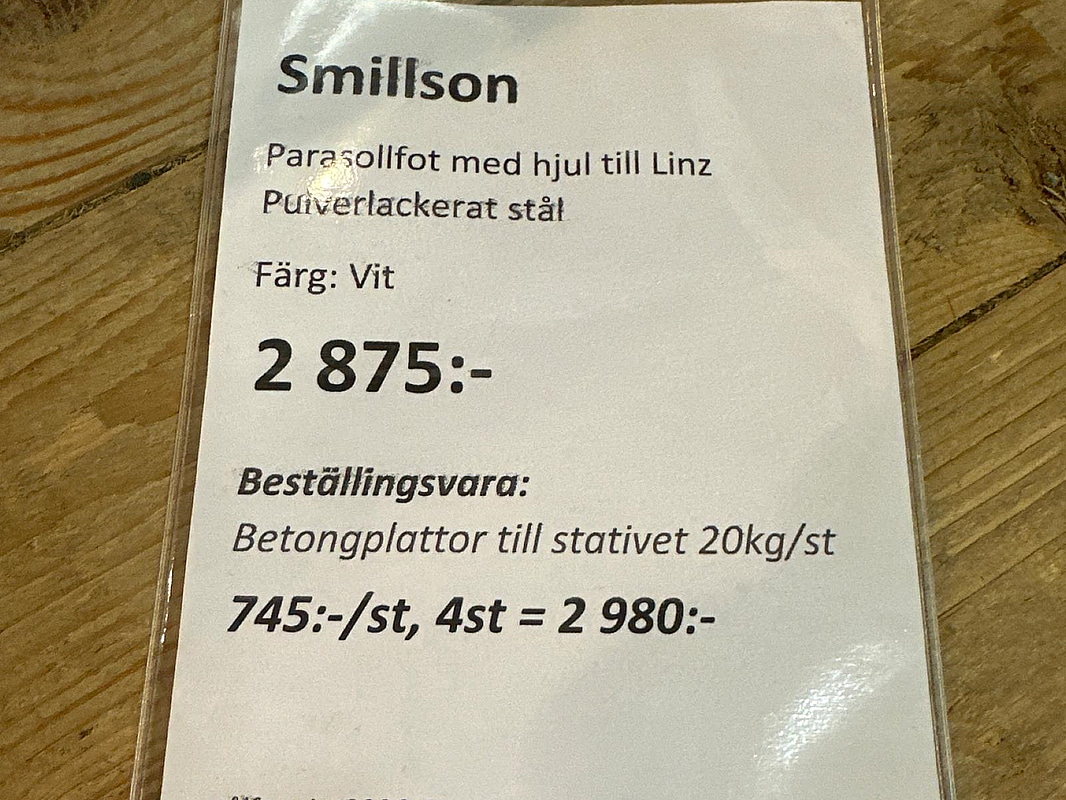 Smillson
Parasollfot med hjul till Linz
Pulverlackerat stål
Färg: Vit
2 875:-
Beställingsvara:
Betongplattor till stativet 20kg/st
745:-/st, 4st = 2 980:-